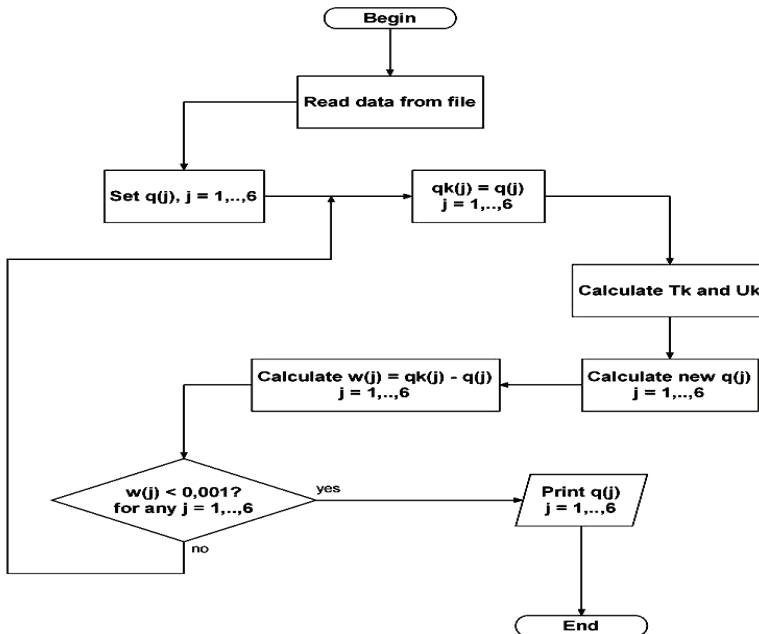 Begin
Read data from file
Set q(j), j = 1,..,6
qk(j) = q(j)
j = 1,..,6
Calculate Tk and Uk
Calculate w(j) = qk(j) - q(j)
j = 1,..,6
Calculate new q(j)
j = 1,..,6
w(j) < 0,001?
for any j = 1,..,6
yes
no
Print q(j)
j = 1,..,6
End